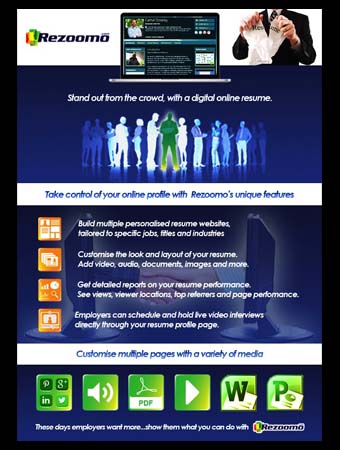 Rezoomo
Stand out from the crowd, with a digital online resume.
Take control of your online profile with Rezoomo's unique features
Build multiple personalised resume websites,
tailored to specific jobs, titles and industries
Customise the look and layout of your resume.
Add video, audio, documents, images and more.
Get detailed reports on your resume performance.
See views, viewer locations, top referrers and page perfomance.
Employers can schedule and hold live video interviews
directly through your resume profile page.
Customise multiple pages with a variety of media
PDF
W
P
These days employers want more...show them what you can do with Rezoomo